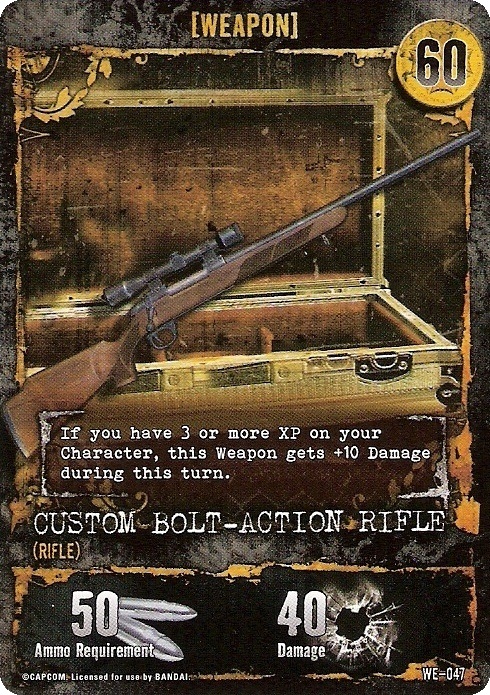 [WEAPON]
60
If you have 3 or more XP on your
Character, this Weapon gets +10 Damage
during this turn.
CUSTOM BOLT-ACTION RIFLE
(RIFLE)
50
Ammo Requirement
40
Damage
©CAPCOM. Licensed for use by BANDAI.
WE-047